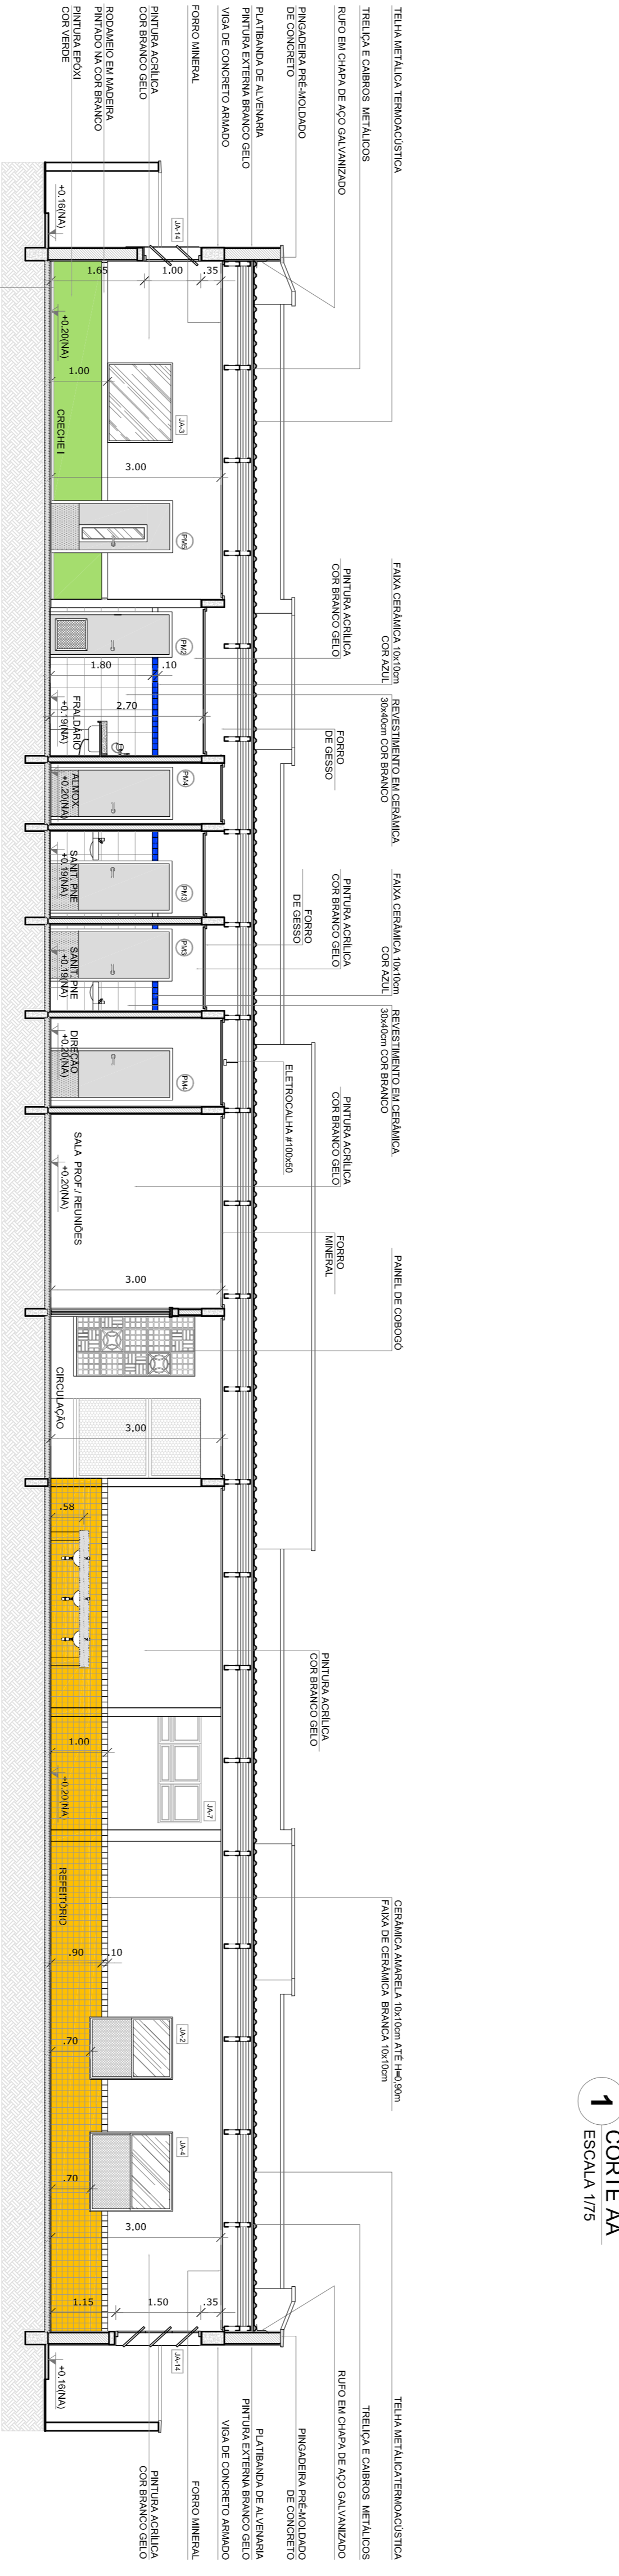 1
CORTE AA
ESCALA 1/75
TELHA METÁLICA TERMOACÚSTICA
TRELIÇA E CAIBROS METÁLICOS
RUFO EM CHAPA DE AÇO GALVANIZADO
PINGADEIRA PRÉ-MOLDADO
DE CONCRETO
PLATIBANDA DE ALVENARIA
PINTURA EXTERNA BRANCO GELO
VIGA DE CONCRETO ARMADO
FORRO MINERAL
PINTURA ACRÍLICA
COR BRANCO GELO
RODAMEIO EM MADEIRA
PINTADO NA COR BRANCO
PINTURA EPÓXI
COR VERDE
+0.16(NA)
JA-14
1.65
1.00
.35
+0.20(NA)
1.00
CRECHE I
JA-3
3.00
PM5
FAIXA CERÂMICA 10x10cm
COR AZUL
PINTURA ACRÍLICA
COR BRANCO GELO
REVESTIMENTO EM CERÂMICA
30x40cm COR BRANCO
FORRO
DE GESSO
PM2
1.80
.10
2.70
FRALDÁRIO
+0.19(NA)
PM4
ALMOX.
+0.20(NA)
SANIT. PNE
+0.19(NA)
PM3
FAIXA CERÂMICA 10x10cm
COR AZUL
PINTURA ACRÍLICA
COR BRANCO GELO
FORRO
DE GESSO
REVESTIMENTO EM CERÂMICA
30x40cm COR BRANCO
PM3
SANIT. PNE
+0.19(NA)
DIREÇÃO
+0.20(NA)
PM4
ELETROCALHA #100x50
PINTURA ACRÍLICA
COR BRANCO GELO
SALA PROF./ REUNIÕES
+0.20(NA)
FORRO
MINERAL
3.00
PAINEL DE COBOGÓ
CIRCULAÇÃO
3.00
.58
PINTURA ACRÍLICA
COR BRANCO GELO
1.00
+0.20(NA)
JA-7
REFEITÓRIO
CERÂMICA AMARELA 10x10cm ATÉ H=0,90m
FAIXA DE CERÂMICA BRANCA 10x10cm
.90
.10
JA-2
.70
JA-4
.70
3.00
1.15
1.50
.35
JA-14
+0.16(NA)
TELHA METÁLICATERMOACÚSTICA
TRELIÇA E CAIBROS METÁLICOS
RUFO EM CHAPA DE AÇO GALVANIZADO
PINGADEIRA PRÉ-MOLDADO
DE CONCRETO
PLATIBANDA DE ALVENARIA
PINTURA EXTERNA BRANCO GELO
VIGA DE CONCRETO ARMADO
FORRO MINERAL
PINTURA ACRÍLICA
COR BRANCO GELO